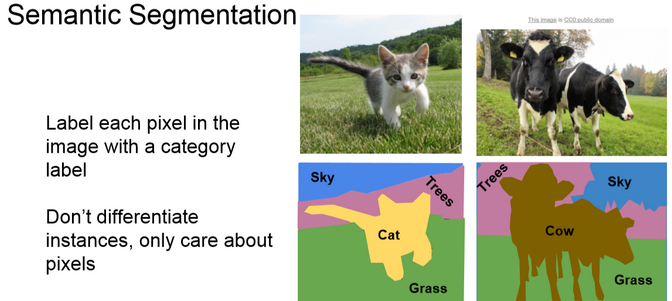 Semantic Segmentation
This image is CC0 public domain
Label each pixel in the
image with a category
label
Don't differentiate
instances, only care about
pixels
Sky
Trees
Cat
Grass
Trees
Sky
Cow
Grass